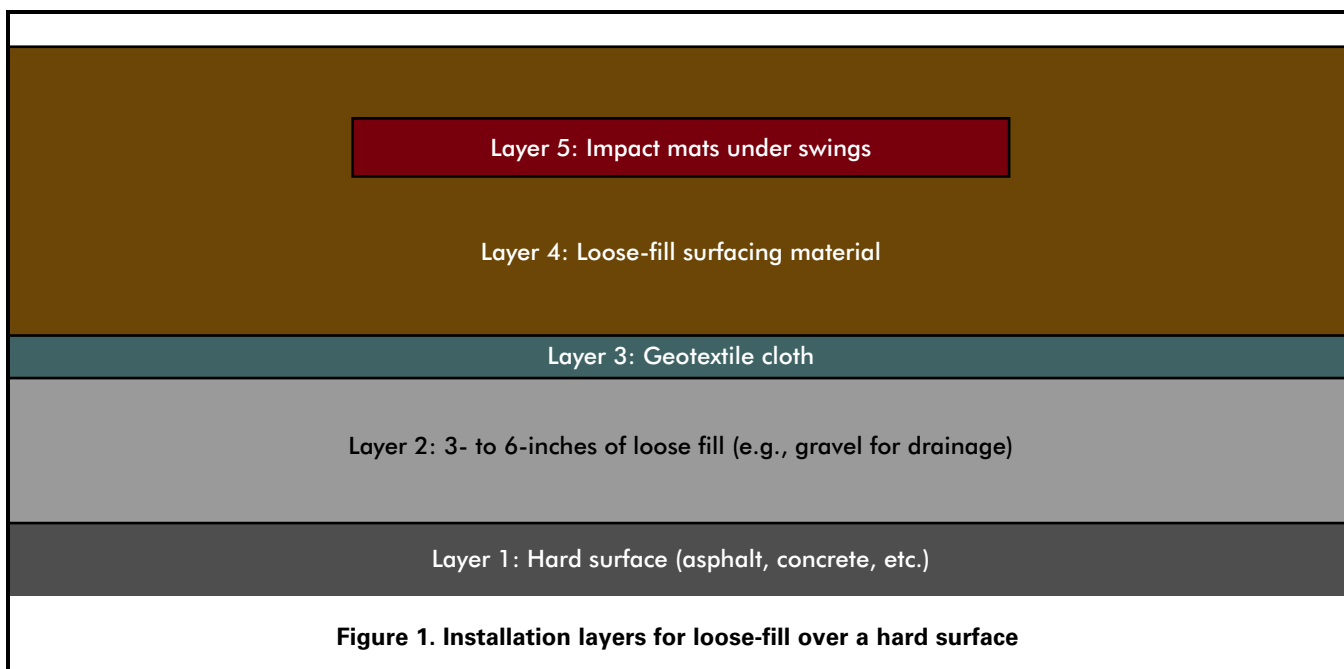 Layer 5: Impact mats under swings
Layer 4: Loose-fill surfacing material
Layer 3: Geotextile cloth
Layer 2: 3- to 6-inches of loose fill (e.g., gravel for drainage)
Layer 1: Hard surface (asphalt, concrete, etc.)
Figure 1. Installation layers for loose-fill over a hard surface